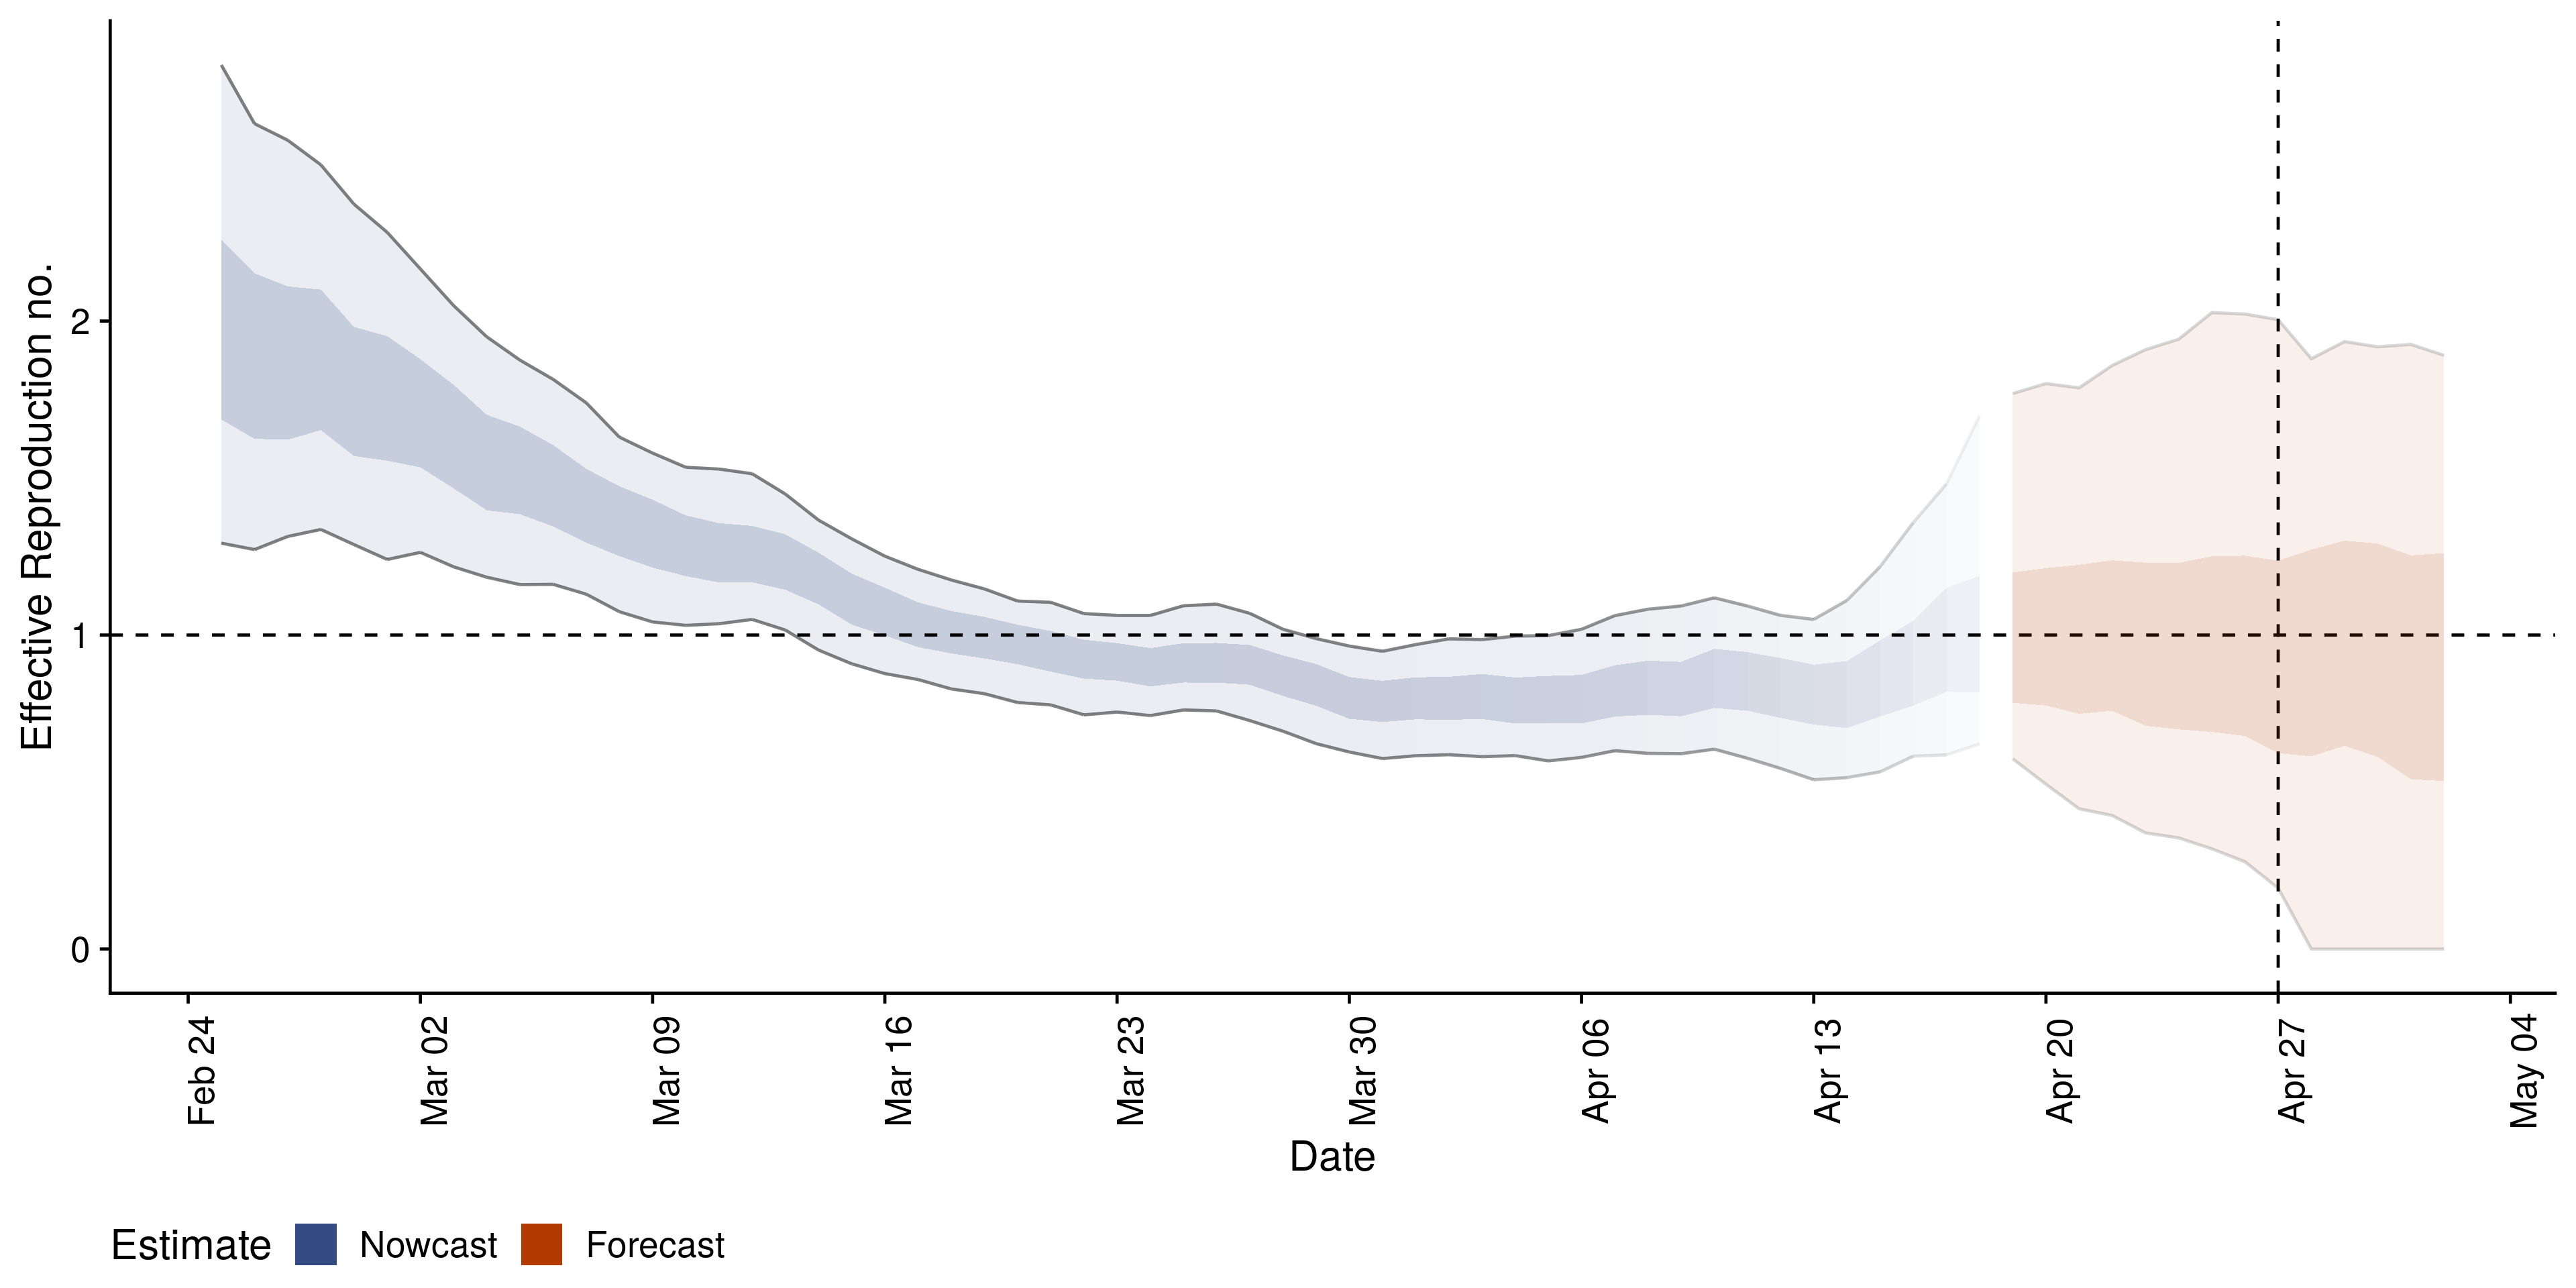 Effective Reproduction no.
2
1
0
Feb 24
Mar 02
Mar 09
Mar 16
Mar 23
Mar 30
Apr 06
Apr 13
Apr 20
Apr 27
May 04
Date
Estimate Nowcast Forecast